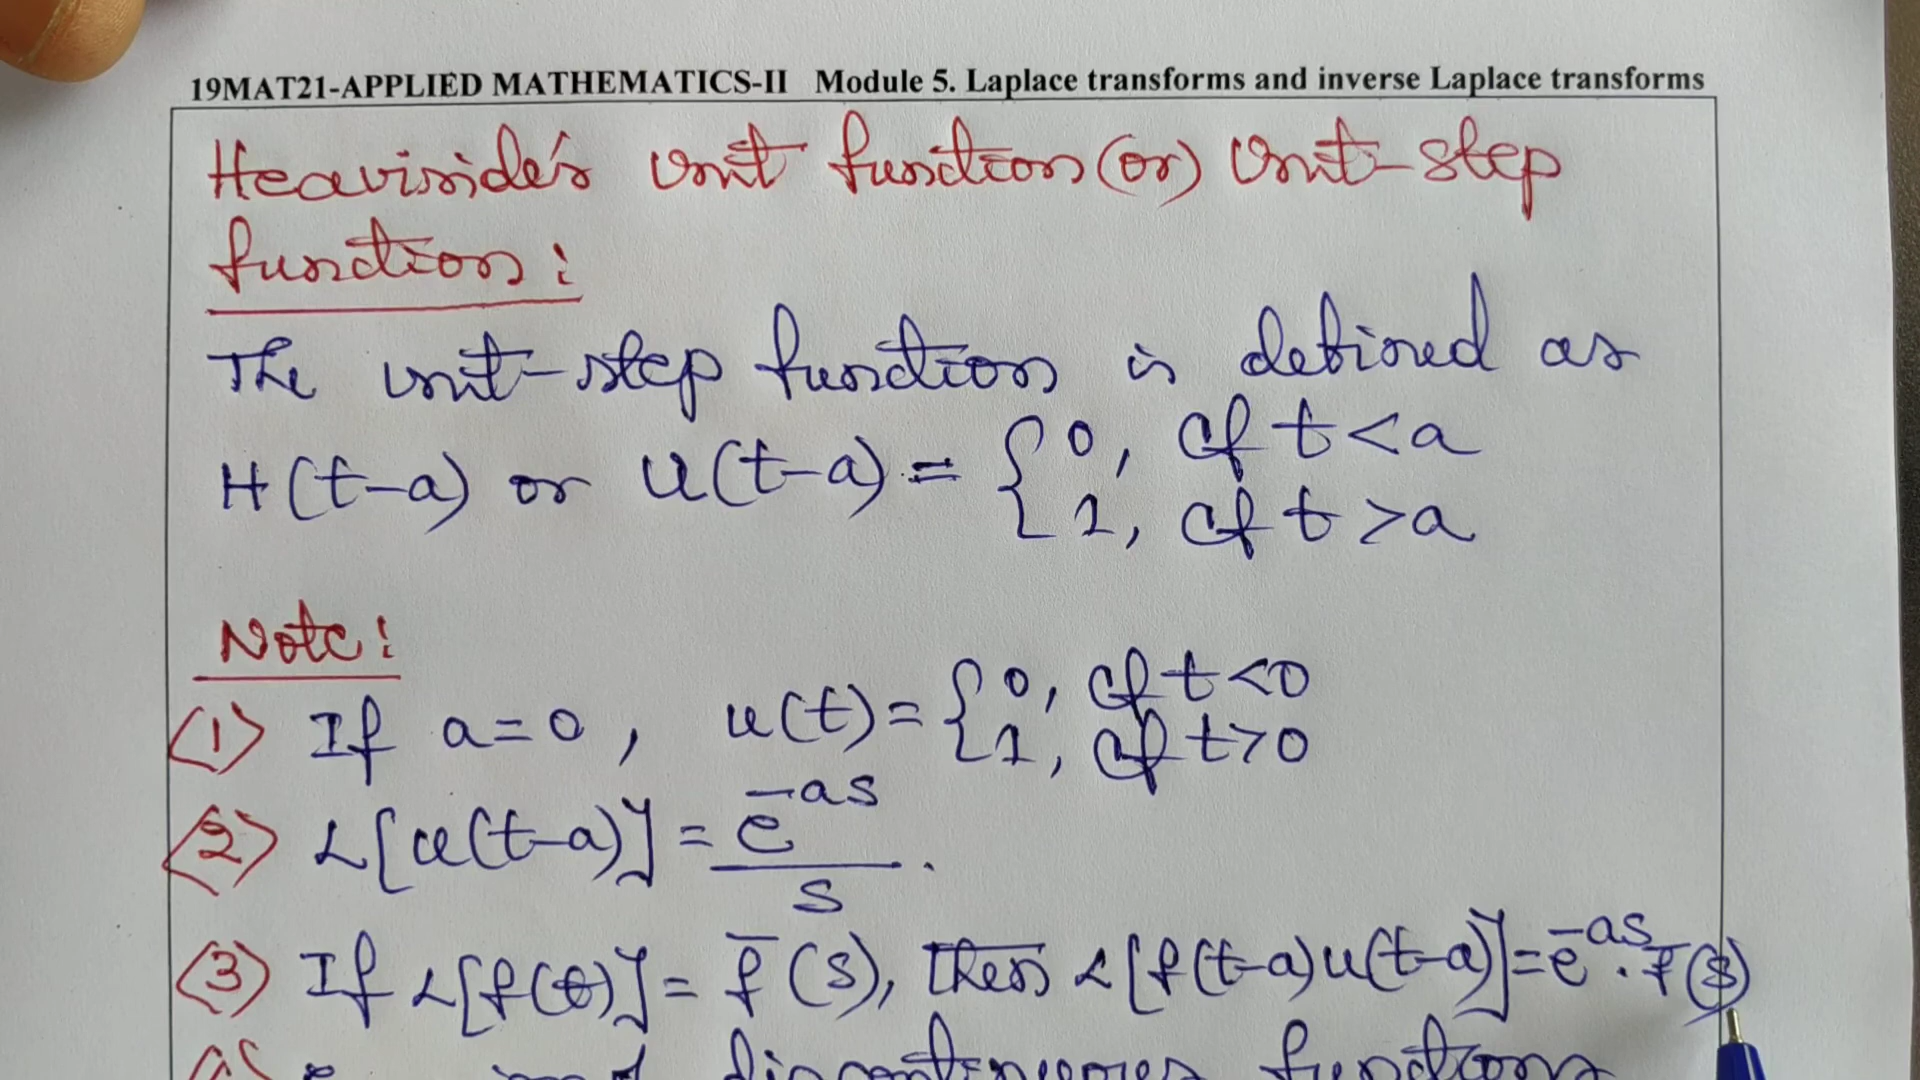 19MAT21-APPLIED MATHEMATICS-II Module 5. Laplace transforms and inverse Laplace transforms
Heaviside's unit function (or) Unit-step
function:
The unit-step function is defined as
H(t-a) or u(t-a) = { 0, if t<a
1, if t>a
Note:
(1) If a=0, u(t) = { 0, if t<0
1, if t>0
(2) L[u(t-a)] = e^-as / s .
(3) If L[f(t)] = f̄(s), Then L[f(t-a)u(t-a)] = e^-as . f̄(s)
discontinuous functions